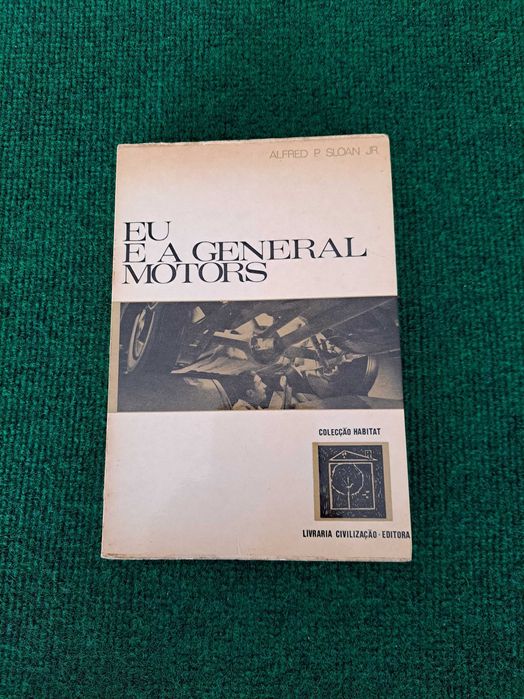 ALFRED P. SLOAN JR.
EU
E A GENERAL
MOTORS
COLECÇÃO HABITAT
LIVRARIA CIVILIZAÇÃO · EDITORA